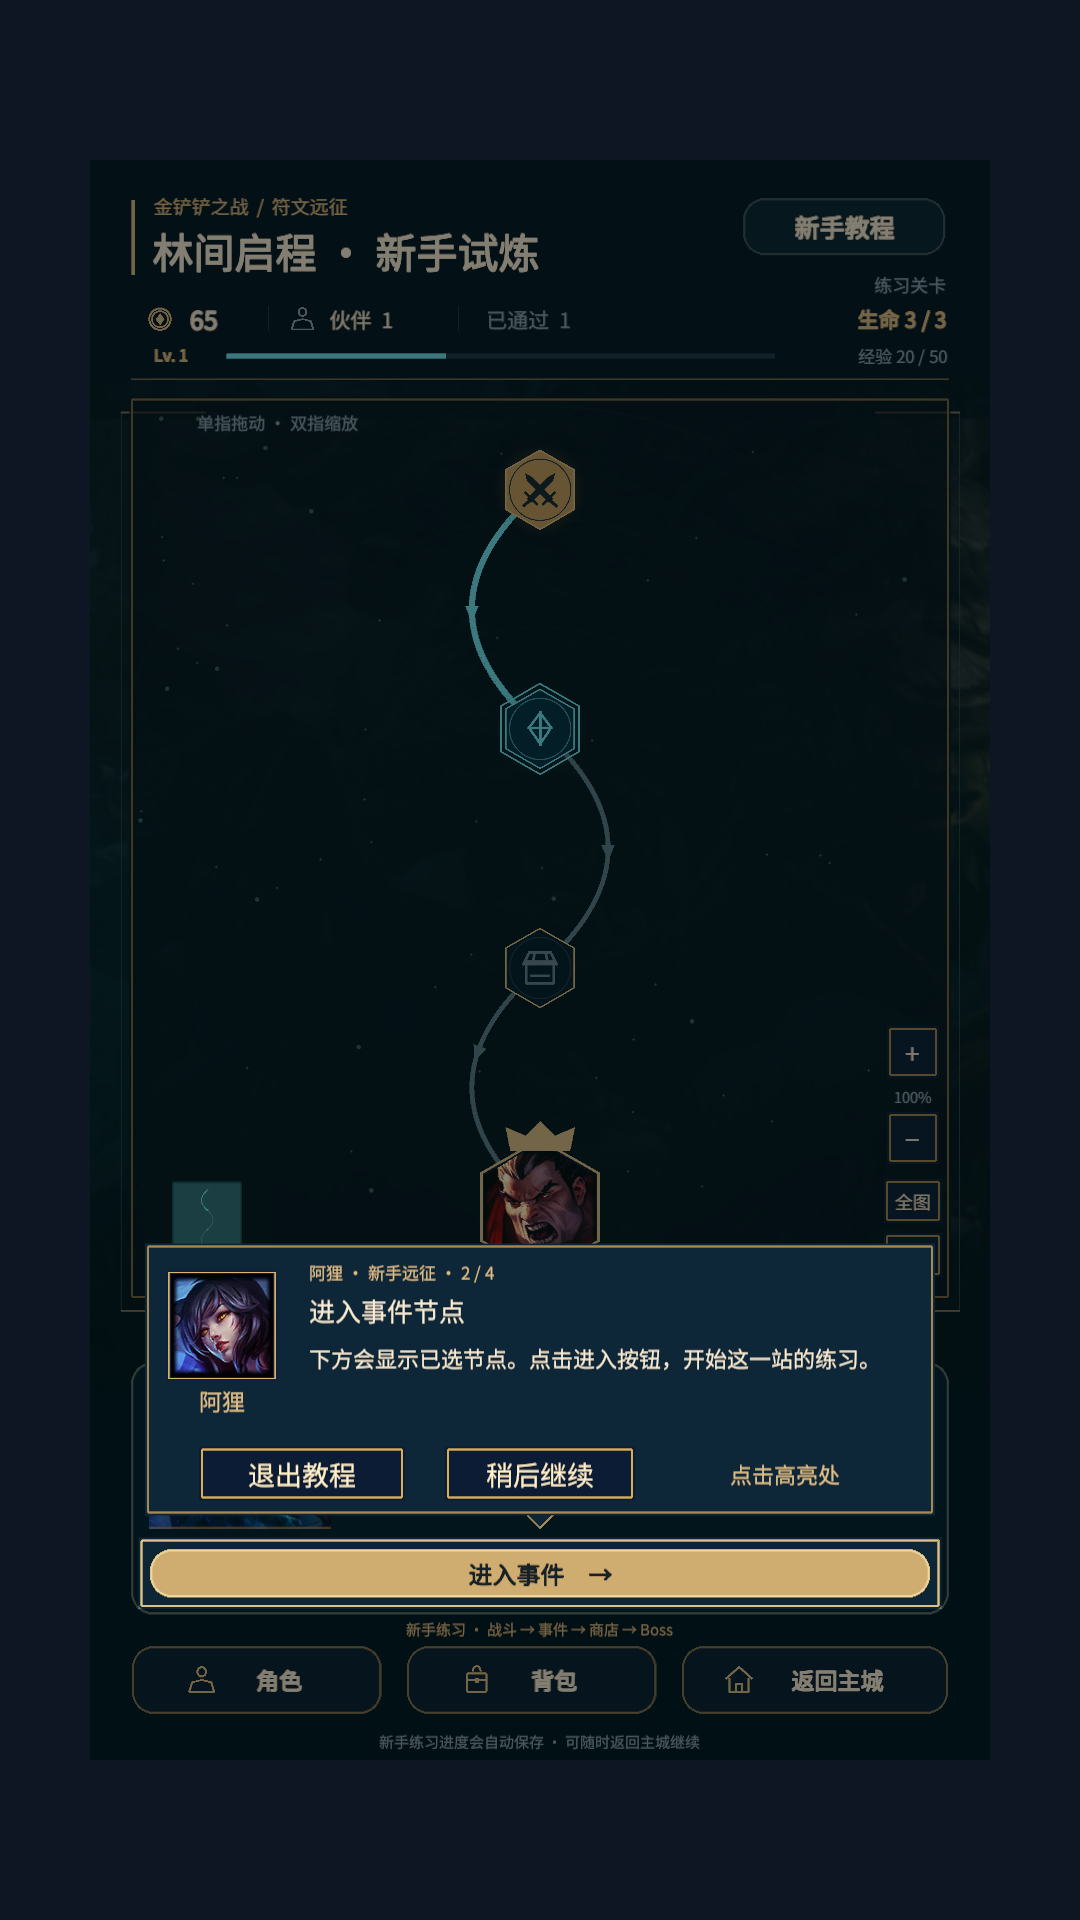 金铲铲之战 / 符文远征
林间启程 · 新手试炼
新手教程
练习关卡
65
伙伴 1
已通过 1
生命 3 / 3
Lv. 1
经验 20 / 50
单指拖动 · 双指缩放
+
100%
−
全图
阿狸 · 新手远征 · 2 / 4
进入事件节点
下方会显示已选节点。点击进入按钮，开始这一站的练习。
阿狸
退出教程
稍后继续
点击高亮处
进入事件 →
新手练习 · 战斗 → 事件 → 商店 → Boss
角色
背包
返回主城
新手练习进度会自动保存 · 可随时返回主城继续